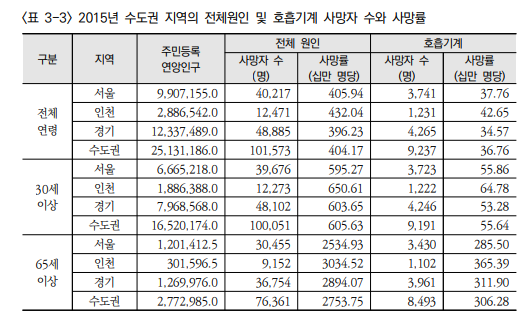 <표 3-3> 2015년 수도권 지역의 전체원인 및 호흡기계 사망자 수와 사망률
구분 지역 주민등록 연앙인구 전체 원인 호흡기계
사망자 수 (명) 사망률 (십만 명당) 사망자 수 (명) 사망률 (십만 명당)
전체 연령 서울 9,907,155.0 40,217 405.94 3,741 37.76
인천 2,886,542.0 12,471 432.04 1,231 42.65
경기 12,337,489.0 48,885 396.23 4,265 34.57
수도권 25,131,186.0 101,573 404.17 9,237 36.76
30세 이상 서울 6,665,218.0 39,676 595.27 3,723 55.86
인천 1,886,388.0 12,273 650.61 1,222 64.78
경기 7,968,568.0 48,102 603.65 4,246 53.28
수도권 16,520,174.0 100,051 605.63 9,191 55.64
65세 이상 서울 1,201,412.5 30,455 2534.93 3,430 285.50
인천 301,596.5 9,152 3034.52 1,102 365.39
경기 1,269,976.0 36,754 2894.07 3,961 311.90
수도권 2,772,985.0 76,361 2753.75 8,493 306.28